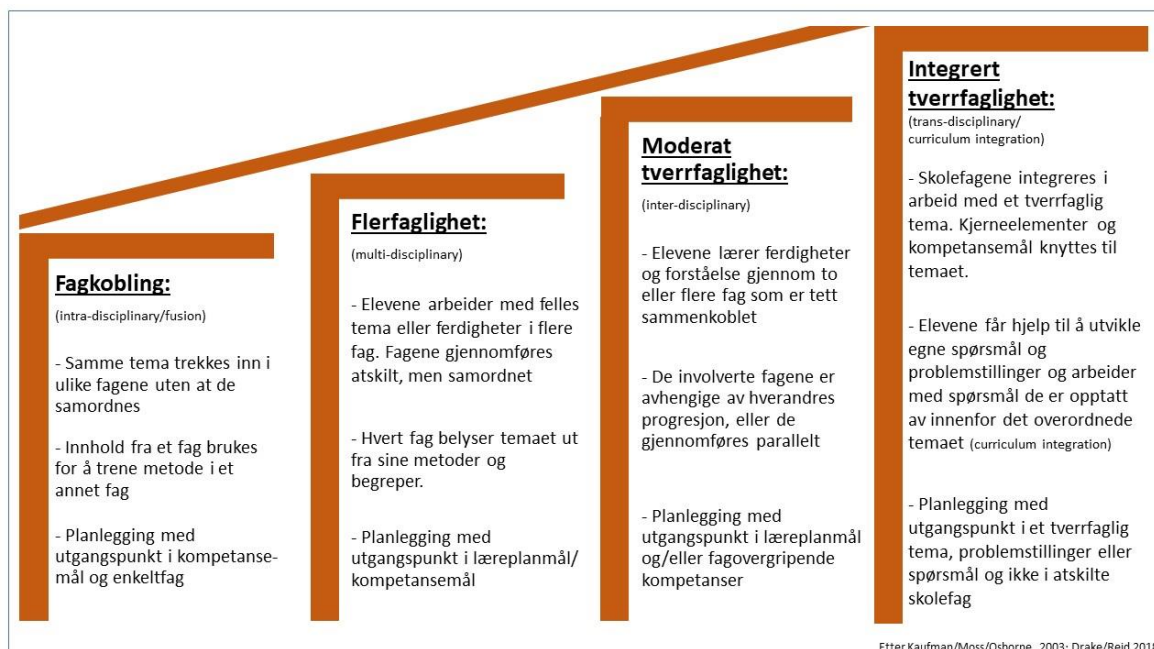 Fagkobling:
(intra-disciplinary/fusion)
- Samme tema trekkes inn i
ulike fagene uten at de
samordnes
- Innhold fra et fag brukes
for å trene metode i et
annet fag
- Planlegging med
utgangspunkt i kompetanse-
mål og enkeltfag
Flerfaglighet:
(multi-disciplinary)
- Elevene arbeider med felles
tema eller ferdigheter i flere
fag. Fagene gjennomføres
atskilt, men samordnet
- Hvert fag belyser temaet ut
fra sine metoder og
begreper.
- Planlegging med
utgangspunkt i læreplanmål/
kompetansemål
Moderat
tverrfaglighet:
(inter-disciplinary)
- Elevene lærer ferdigheter
og forståelse gjennom to
eller flere fag som er tett
sammenkoblet
- De involverte fagene er
avhengige av hverandres
progresjon, eller de
gjennomføres parallelt
- Planlegging med
utgangspunkt i læreplanmål
og/eller fagovergripende
kompetanser
Integrert
tverrfaglighet:
(trans-disciplinary/
curriculum integration)
- Skolefagene integreres i
arbeid med et tverrfaglig
tema. Kjerneelementer og
kompetansemål knyttes til
temaet.
- Elevene får hjelp til å utvikle
egne spørsmål og
problemstillinger og arbeider
med spørsmål de er opptatt
av innenfor det overordnede
temaet (curriculum integration)
- Planlegging med
utgangspunkt i et tverrfaglig
tema, problemstillinger eller
spørsmål og ikke i atskilte
skolefag
Etter Kaufman/Moss/Osborne, 2003; Drake/Reid 2018